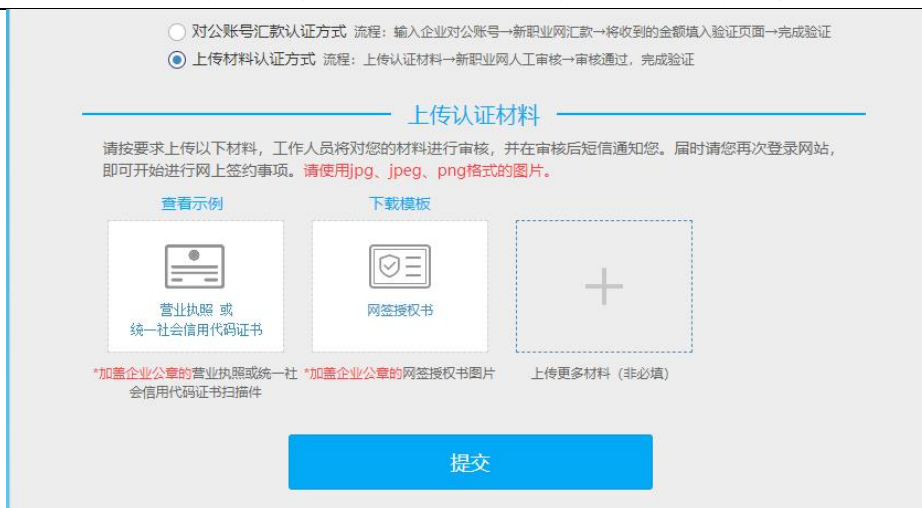 对公账号汇款认证方式 流程：输入企业对公账号→新职业网汇款→将收到的金额填入验证页面→完成验证
上传材料认证方式 流程：上传认证材料→新职业网人工审核→审核通过，完成验证
上传认证材料
请按要求上传以下材料，工作人员将对您的材料进行审核，并在审核后短信通知您。届时请您再次登录网站，
即可开始进行网上签约事项。请使用jpg、jpeg、png格式的图片。
查看示例
下载模板
营业执照 或
统一社会信用代码证书
网签授权书
*加盖企业公章的营业执照或统一社
会信用代码证书扫描件
*加盖企业公章的网签授权书图片
上传更多材料（非必填）
提交